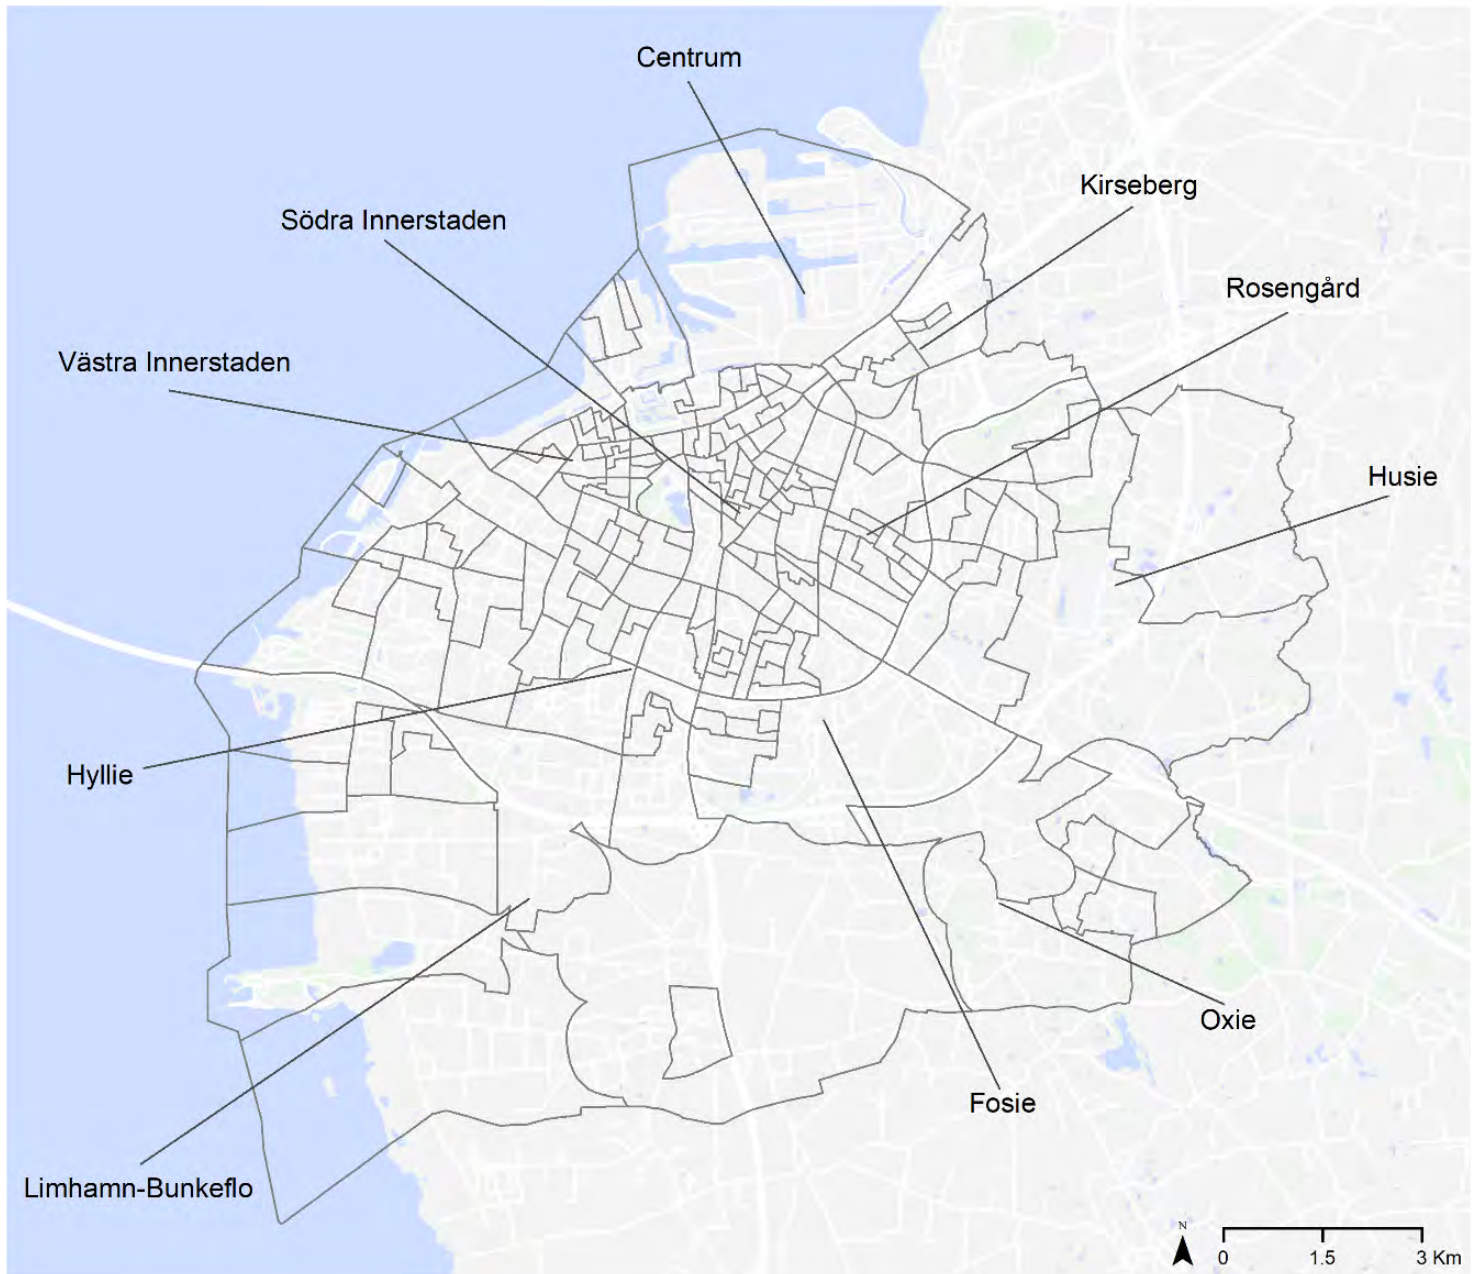 Centrum
Kirseberg
Södra Innerstaden
Rosengård
Västra Innerstaden
Husie
Hyllie
Oxie
Fosie
Limhamn-Bunkeflo
N
0 1.5 3 Km